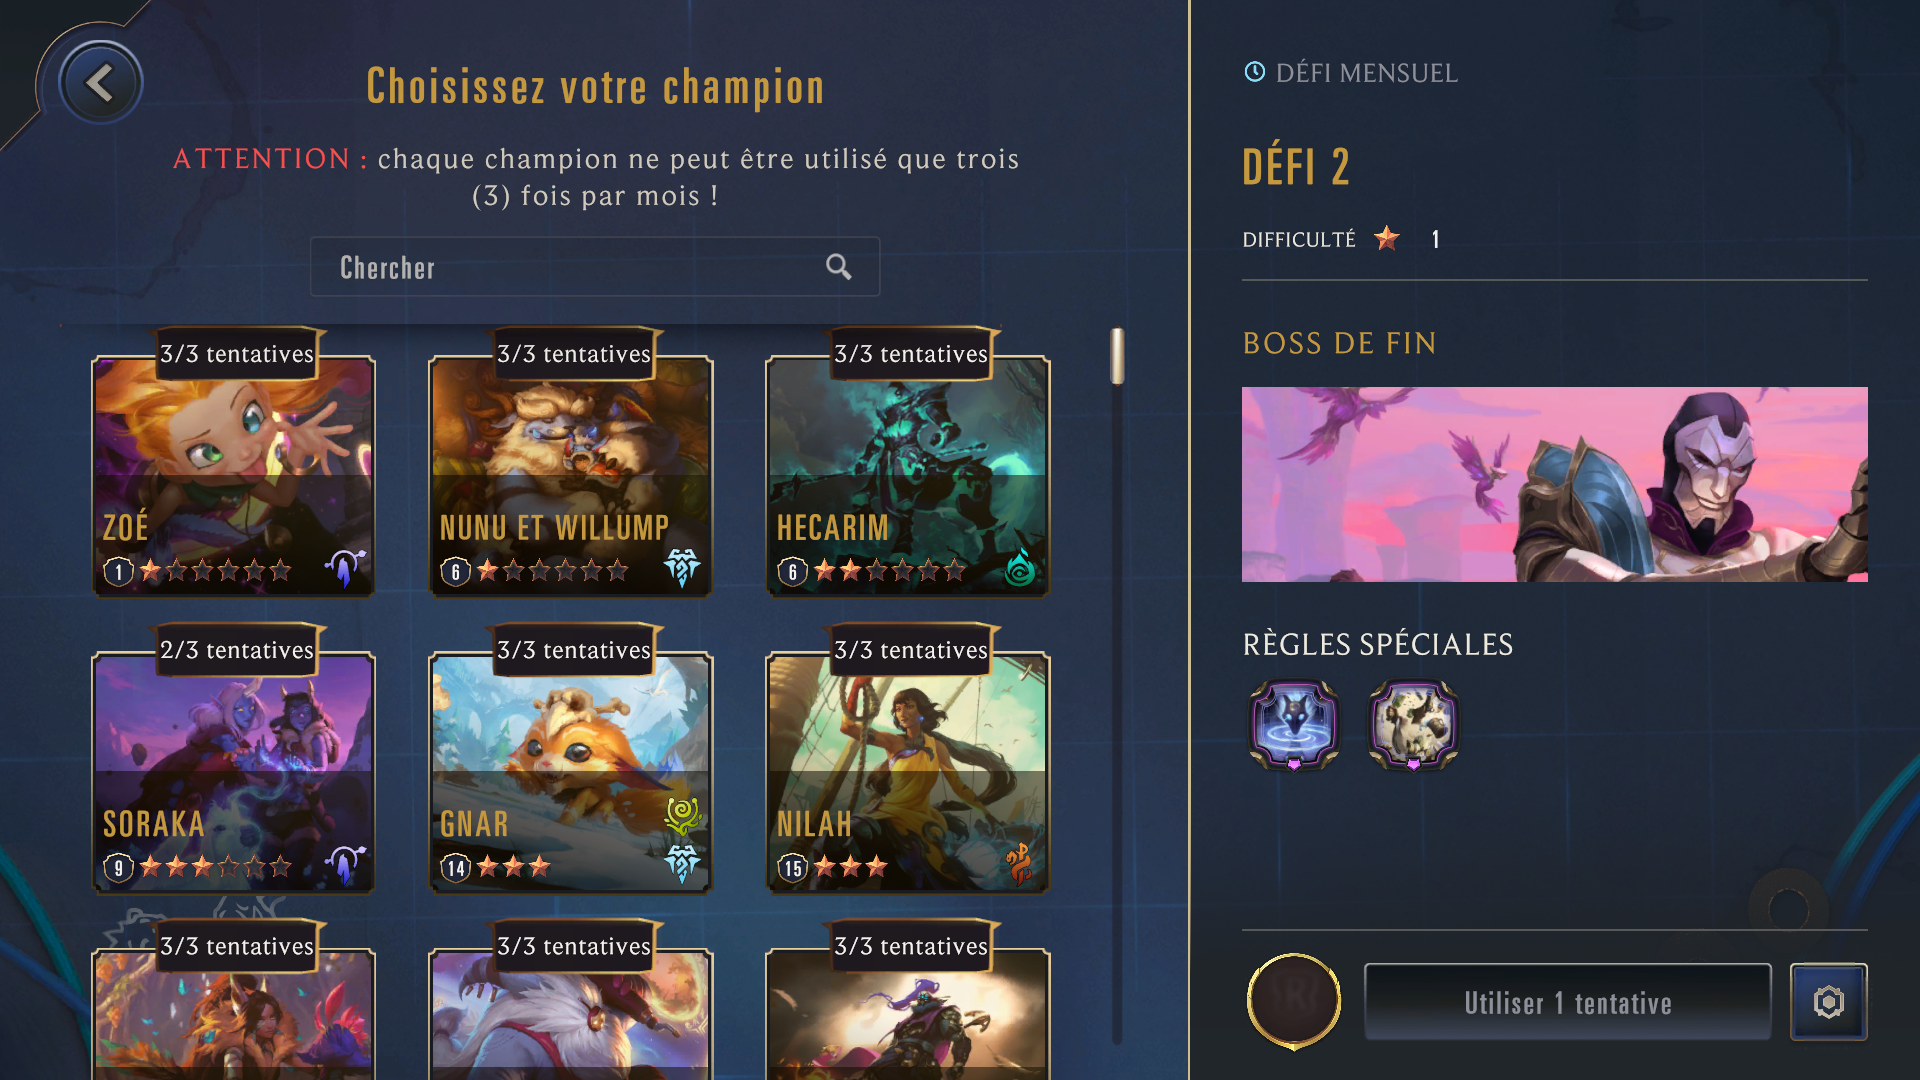 Choisissez votre champion
ATTENTION : chaque champion ne peut être utilisé que trois
(3) fois par mois !
Chercher
3/3 tentatives
ZOÉ
1
3/3 tentatives
NUNU ET WILLUMP
6
3/3 tentatives
HECARIM
6
2/3 tentatives
SORAKA
9
3/3 tentatives
GNAR
14
3/3 tentatives
NILAH
15
3/3 tentatives
3/3 tentatives
3/3 tentatives
DÉFI MENSUEL
DÉFI 2
DIFFICULTÉ 1
BOSS DE FIN
RÈGLES SPÉCIALES
Utiliser 1 tentative